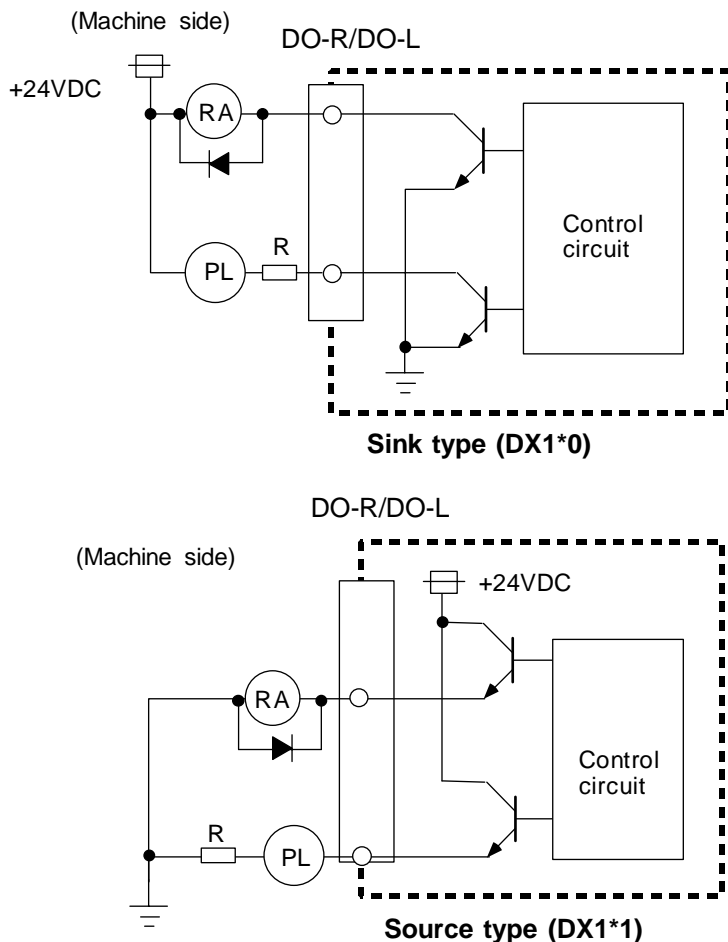 (Machine side)
DO-R/DO-L
+24VDC
RA
Control
circuit
R
PL
Sink type (DX1*0)
DO-R/DO-L
(Machine side)
+24VDC
RA
Control
circuit
R
PL
Source type (DX1*1)